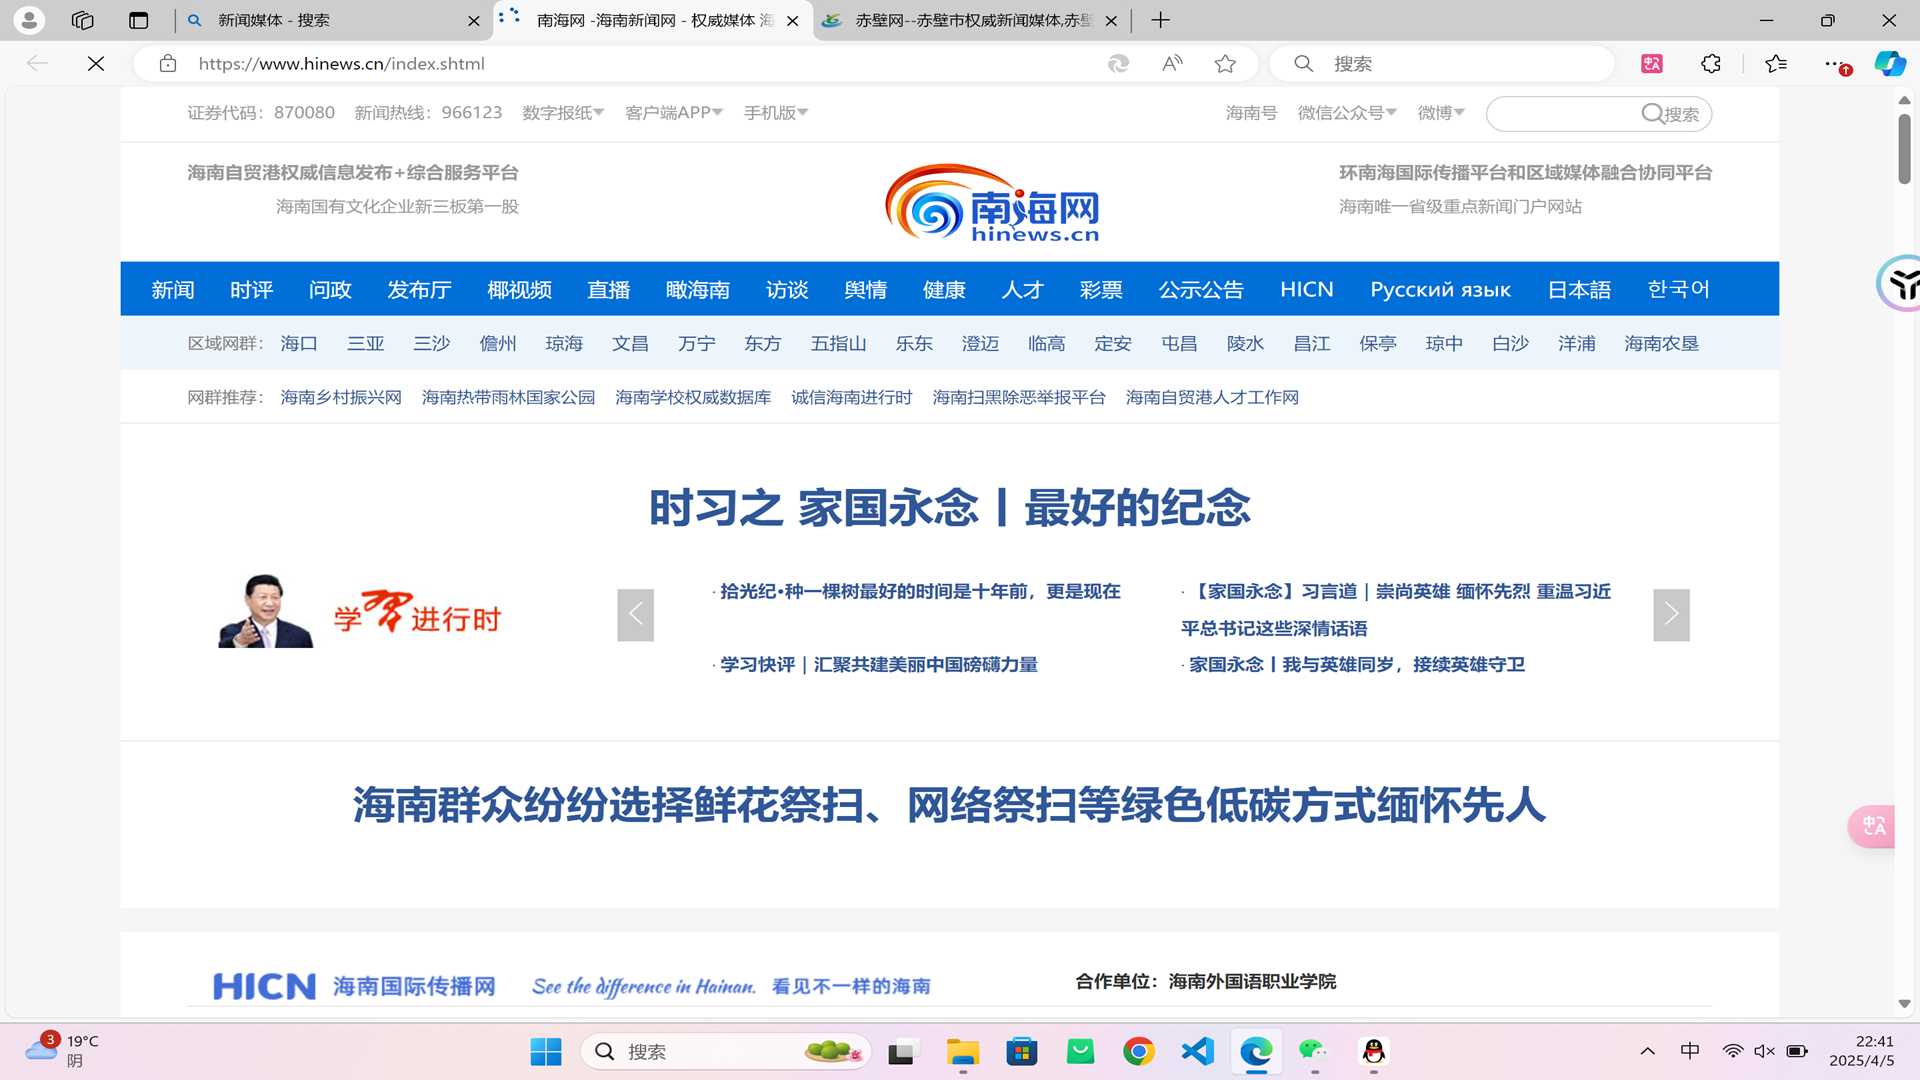 新闻媒体 - 搜索
南海网 -海南新闻网 - 权威媒体 海
赤壁网--赤壁市权威新闻媒体,赤壁
https://www.hinews.cn/index.shtml
搜索
证券代码：870080 新闻热线：966123 数字报纸 客户端APP 手机版
海南号 微信公众号 微博 搜索
海南自贸港权威信息发布+综合服务平台
海南国有文化企业新三板第一股
南海网
hinews.cn
环南海国际传播平台和区域媒体融合协同平台
海南唯一省级重点新闻门户网站
新闻 时评 问政 发布厅 椰视频 直播 瞰海南 访谈 舆情 健康 人才 彩票 公示公告 HICN Русский язык 日本語 한국어
区域网群： 海口 三亚 三沙 儋州 琼海 文昌 万宁 东方 五指山 乐东 澄迈 临高 定安 屯昌 陵水 昌江 保亭 琼中 白沙 洋浦 海南农垦
网群推荐： 海南乡村振兴网 海南热带雨林国家公园 海南学校权威数据库 诚信海南进行时 海南扫黑除恶举报平台 海南自贸港人才工作网
时习之 家国永念丨最好的纪念
学习进行时
· 拾光纪•种一棵树最好的时间是十年前，更是现在
· 【家国永念】习言道｜崇尚英雄 缅怀先烈 重温习近
平总书记这些深情话语
· 学习快评｜汇聚共建美丽中国磅礴力量
· 家国永念丨我与英雄同岁，接续英雄守卫
海南群众纷纷选择鲜花祭扫、网络祭扫等绿色低碳方式缅怀先人
HICN 海南国际传播网 See the difference in Hainan. 看见不一样的海南
合作单位：海南外国语职业学院
3
19°C
阴
搜索
中
22:41
2025/4/5